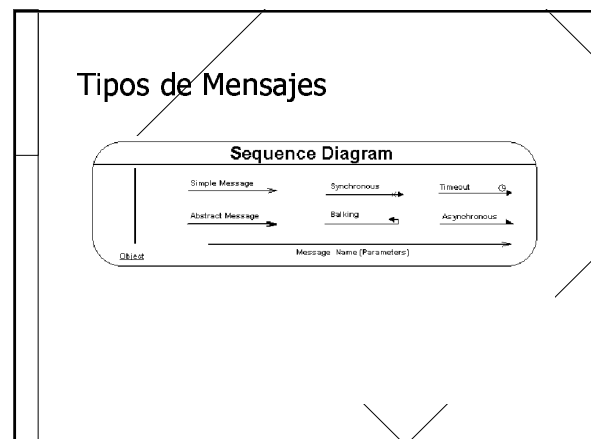 Tipos de Mensajes
Sequence Diagram
Simple Message
Synchronous
Timeout
Abstract Message
Balking
Asynchronous
Object
Message Name (Parameters)